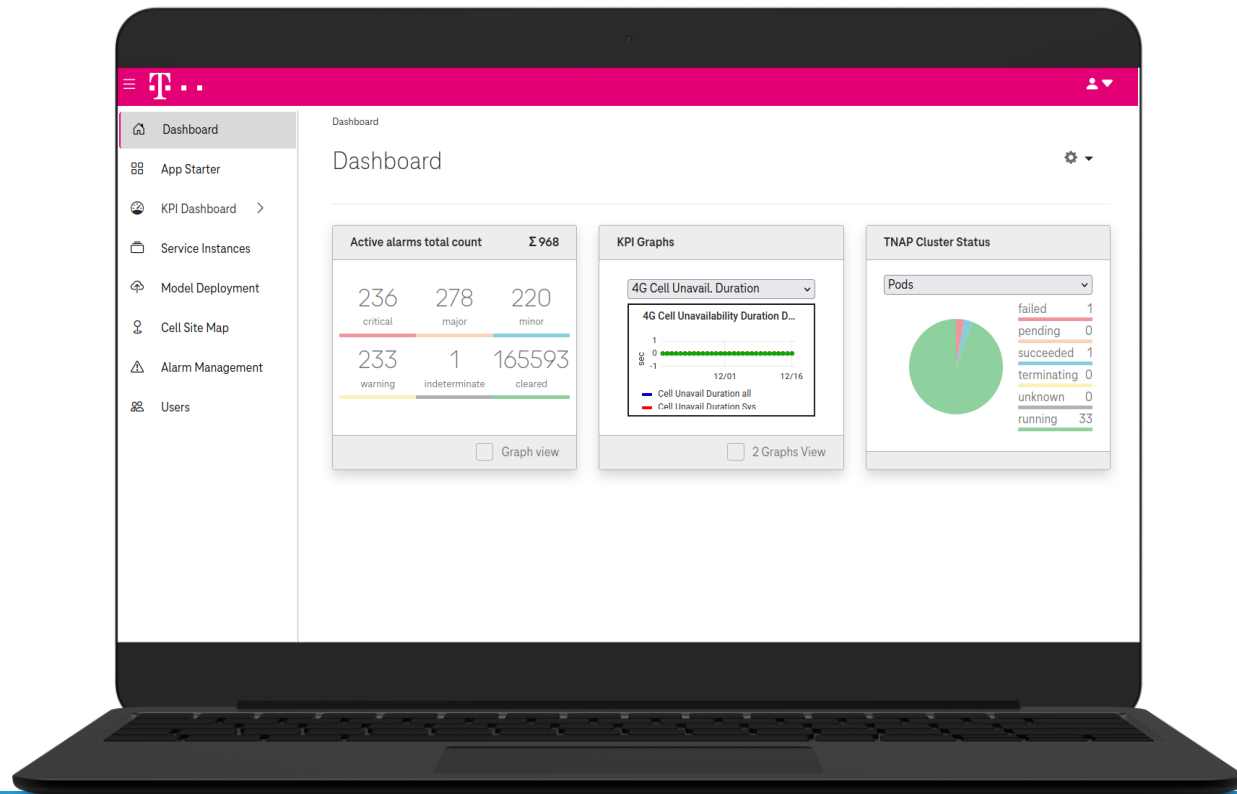 T
Dashboard
App Starter
KPI Dashboard
Service Instances
Model Deployment
Cell Site Map
Alarm Management
Users
Dashboard
Dashboard
Active alarms total count Σ 968
236 278 220
critical major minor
233 1 165593
warning indeterminate cleared
Graph view
KPI Graphs
4G Cell Unavail. Duration
4G Cell Unavailability Duration D...
1
0
-1
sec
12/01 12/16
Cell Unavail Duration all
Cell Unavail Duration Sys
2 Graphs View
TNAP Cluster Status
Pods
failed 1
pending 0
succeeded 1
terminating 0
unknown 0
running 33